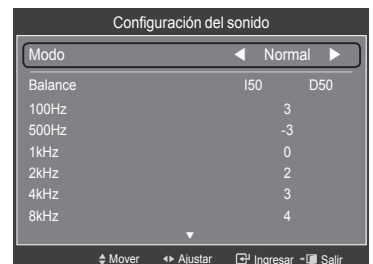 Configuración del sonido
Modo ◀ Normal ▶
Balance I50 D50
100Hz 3
500Hz -3
1kHz 0
2kHz 2
4kHz 3
8kHz 4
▼
Mover Ajustar Ingresar Salir